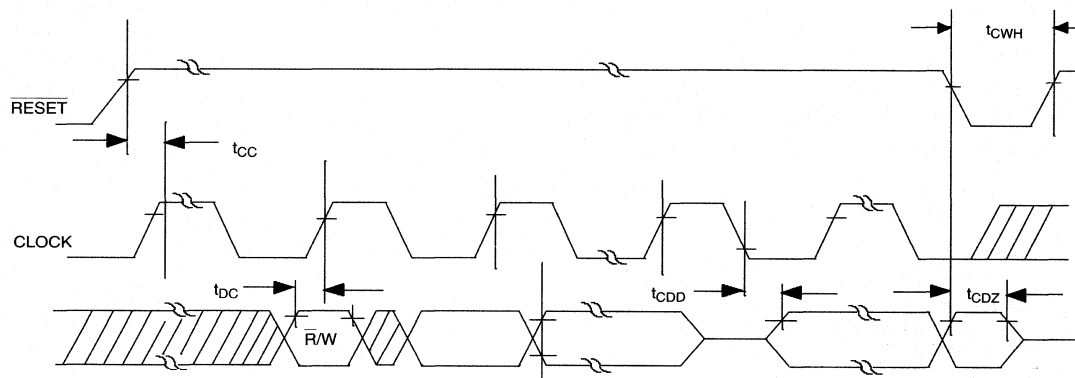 tCWH
RESET
tCC
CLOCK
tDC
tCDD
tCDZ
R̅/W